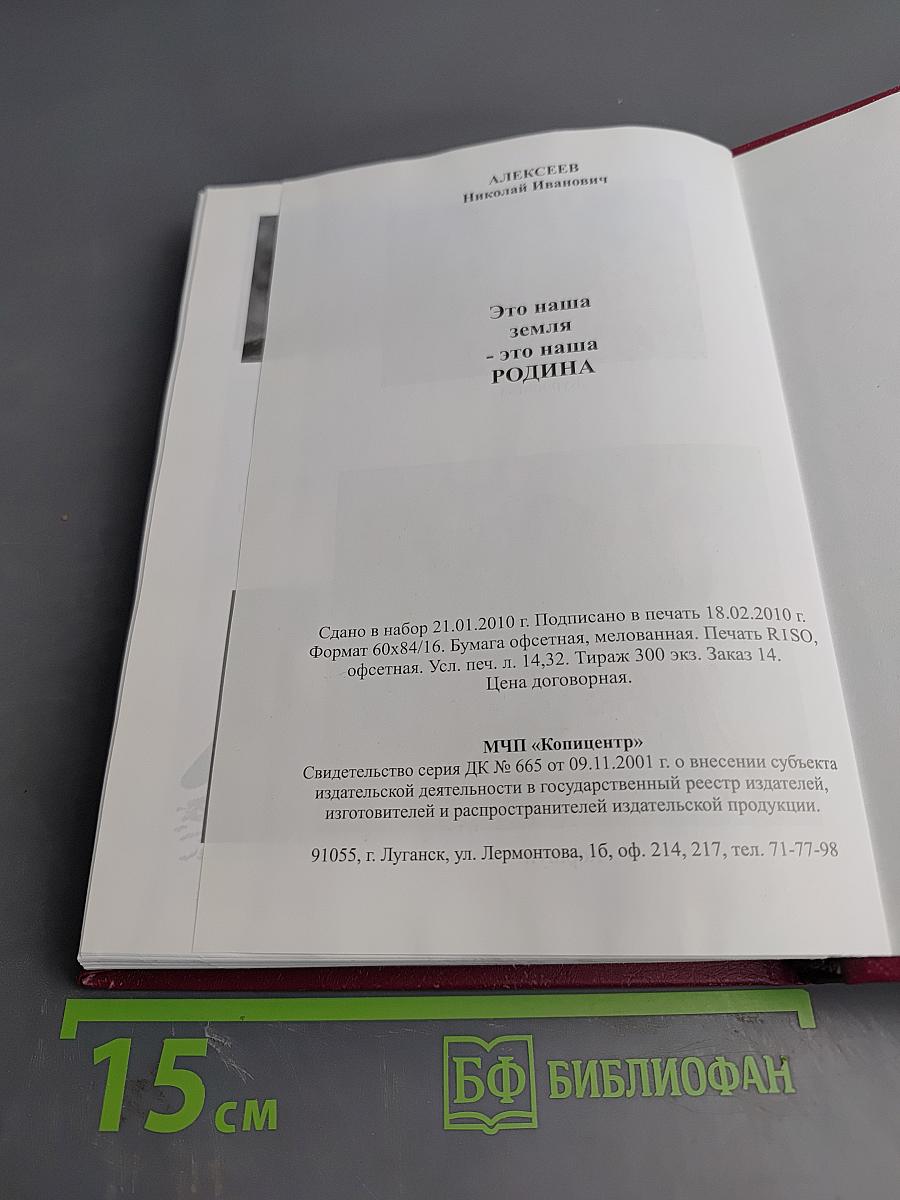 АЛЕКСЕЕВ
Николай Иванович
Это наша
земля
- это наша
РОДИНА
Сдано в набор 21.01.2010 г. Подписано в печать 18.02.2010 г.
Формат 60х84/16. Бумага офсетная, мелованная. Печать RISO,
офсетная. Усл. печ. л. 14,32. Тираж 300 экз. Заказ 14.
Цена договорная.
МЧП «Копицентр»
Свидетельство серия ДК № 665 от 09.11.2001 г. о внесении субъекта
издательской деятельности в государственный реестр издателей,
изготовителей и распространителей издательской продукции.
91055, г. Луганск, ул. Лермонтова, 1б, оф. 214, 217, тел. 71-77-98
15 см
БФ БИБЛИОФАН